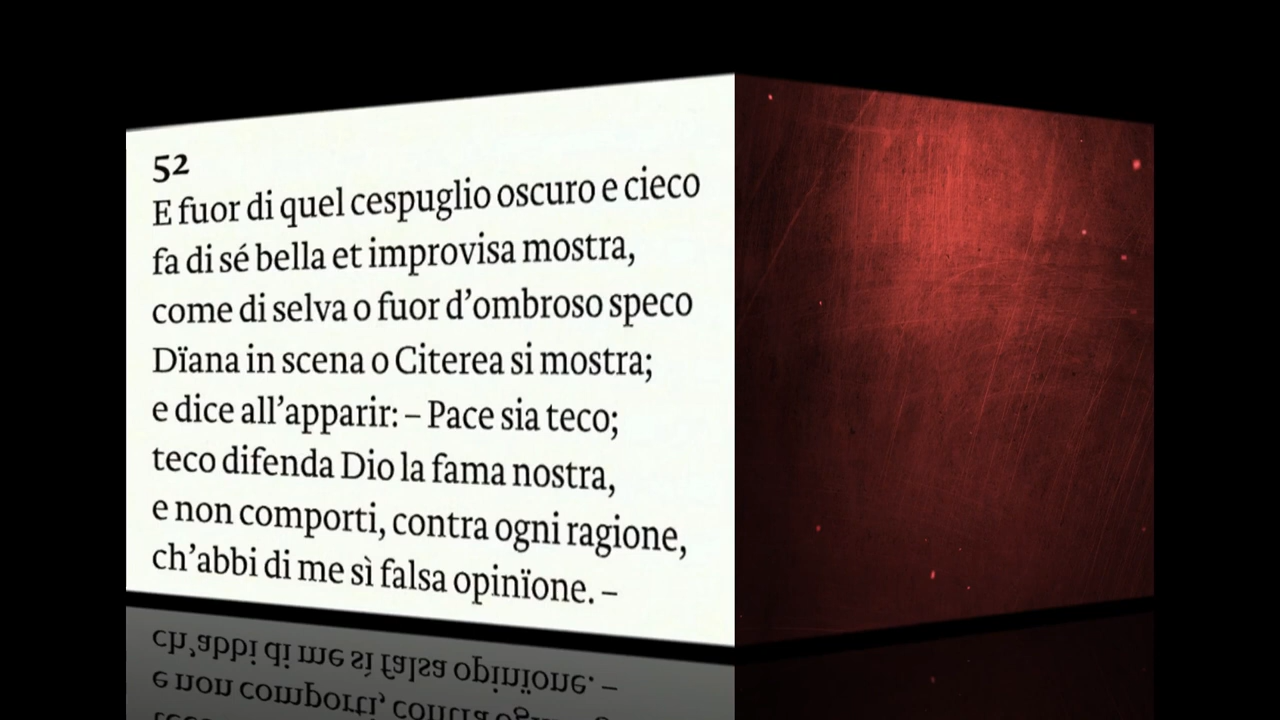 52
E fuor di quel cespuglio oscuro e cieco
fa di sé bella et improvisa mostra,
come di selva o fuor d’ombroso speco
Dïana in scena o Citerea si mostra;
e dice all’apparir: – Pace sia teco;
teco difenda Dio la fama nostra,
e non comporti, contra ogni ragione,
ch’abbi di me sì falsa opinïone. –